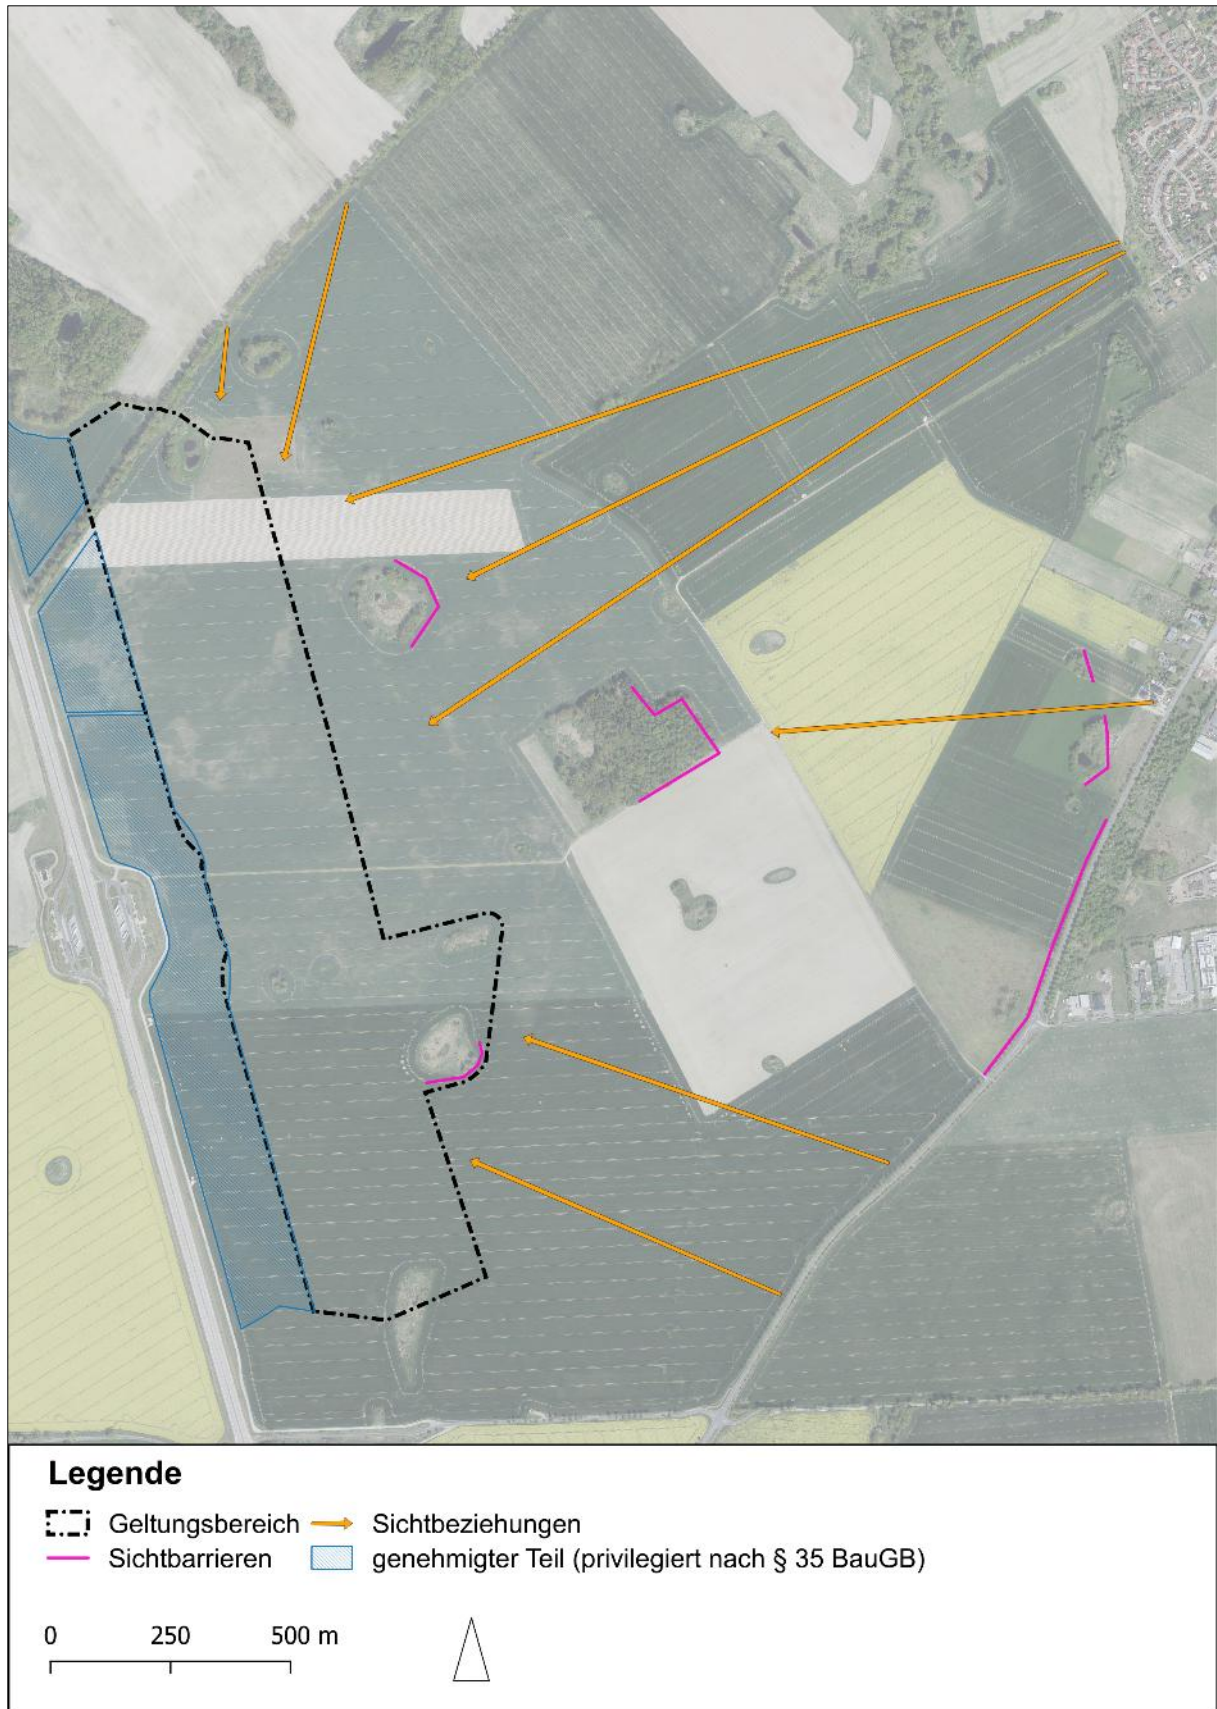 Legende
Geltungsbereich
Sichtbeziehungen
Sichtbarrieren
genehmigter Teil (privilegiert nach § 35 BauGB)
0 250 500 m